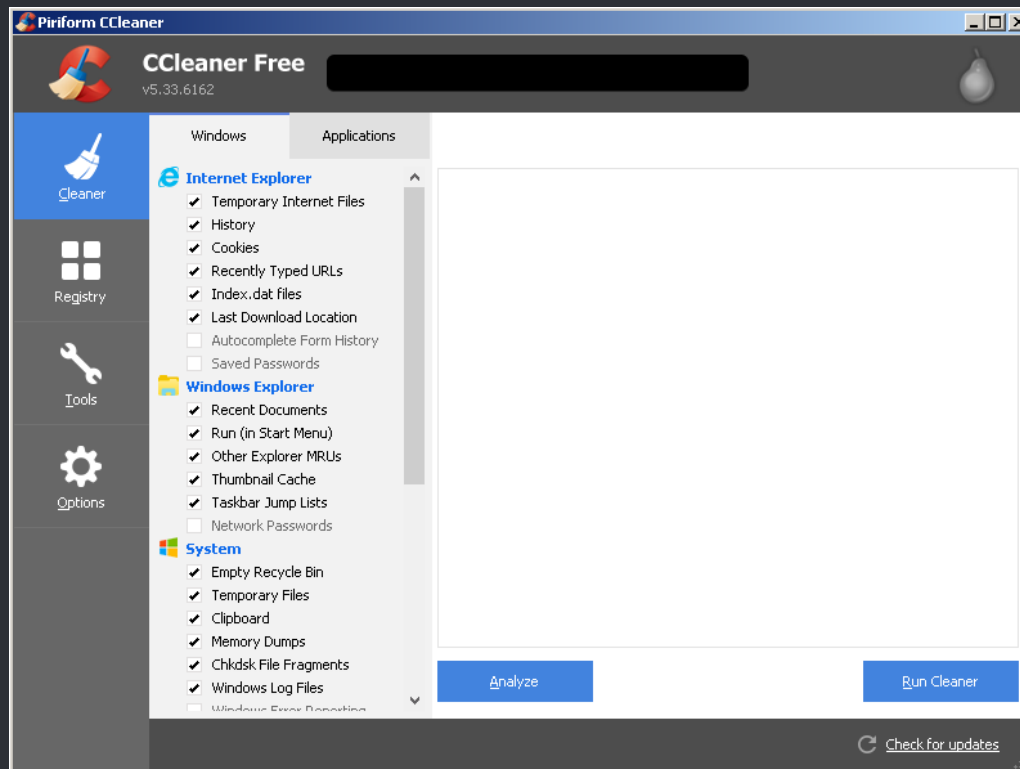 Piriform CCleaner
CCleaner Free
v5.33.6162
Cleaner
Registry
Tools
Options
Windows Applications
Internet Explorer
Temporary Internet Files
History
Cookies
Recently Typed URLs
Index.dat files
Last Download Location
Autocomplete Form History
Saved Passwords
Windows Explorer
Recent Documents
Run (in Start Menu)
Other Explorer MRUs
Thumbnail Cache
Taskbar Jump Lists
Network Passwords
System
Empty Recycle Bin
Temporary Files
Clipboard
Memory Dumps
Chkdsk File Fragments
Windows Log Files
Windows Error Reporting
Analyze
Run Cleaner
Check for updates